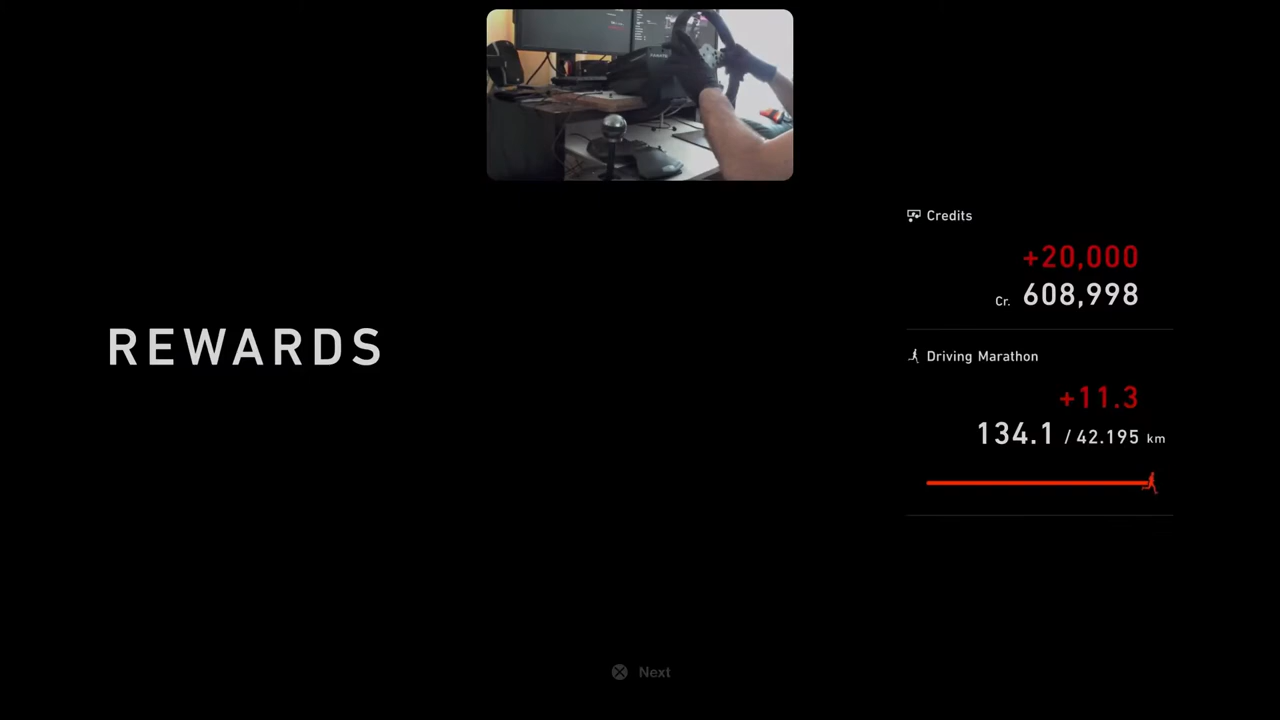 REWARDS
Credits
+20,000
Cr. 608,998
Driving Marathon
+11.3
134.1 / 42.195 km
Next